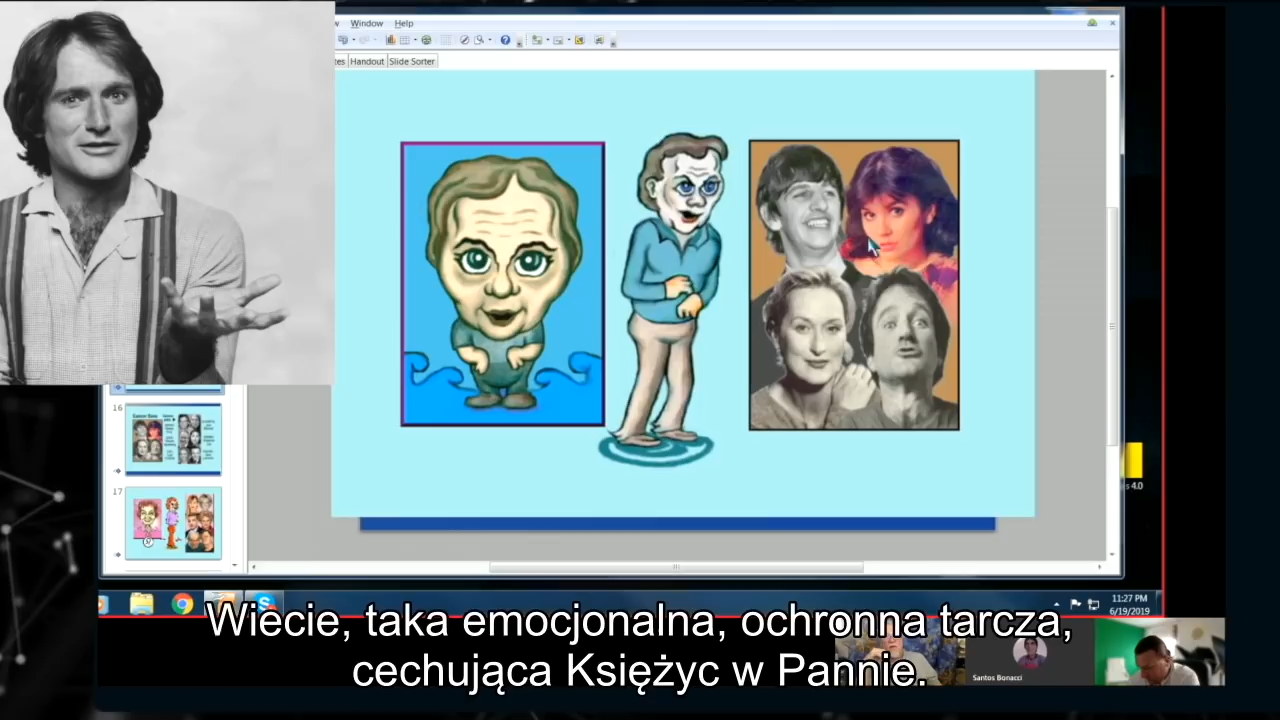 Window Help
Handout Slide Sorter
16
17
11:27 PM
6/19/2019
Santos Bonacci
Wiecie, taka emocjonalna, ochronna tarcza,
cechująca Księżyc w Pannie.